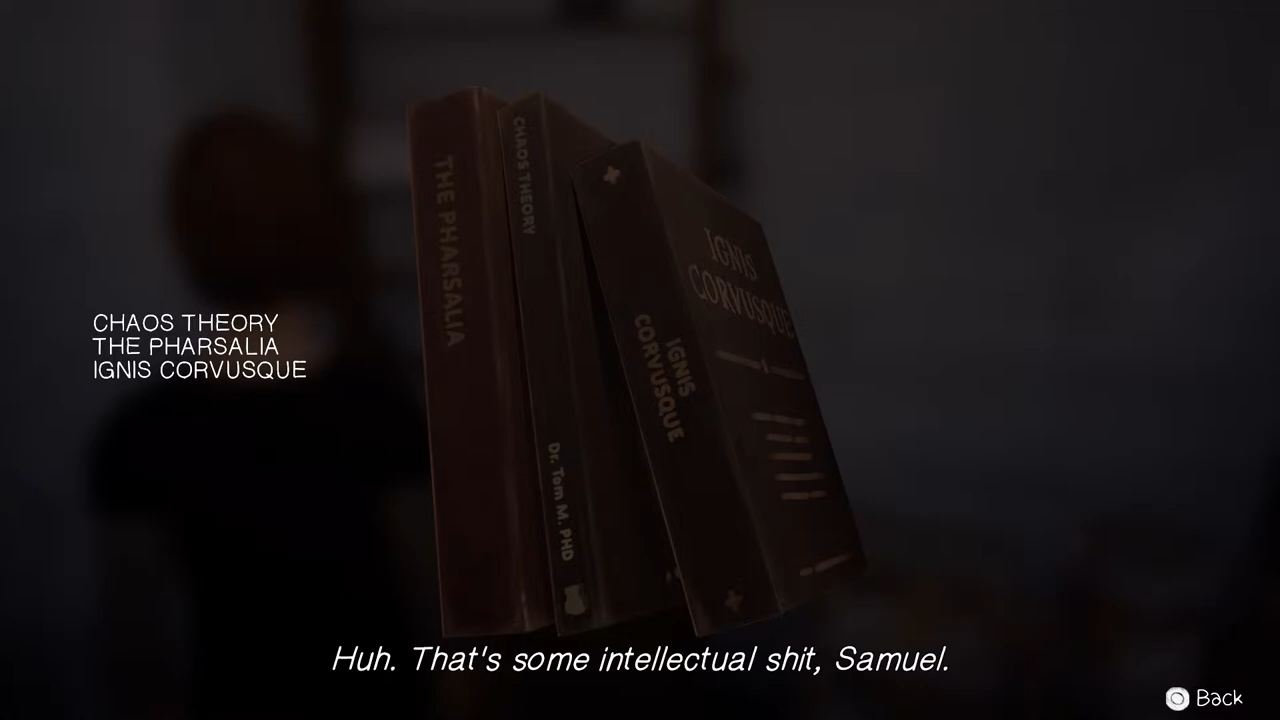 THE PHARSALIA
CHAOS THEORY
Dr. Tom M. PHD
IGNIS
CORVUSQUE
IGNIS
CORVUSQUE
CHAOS THEORY
THE PHARSALIA
IGNIS CORVUSQUE
Huh. That's some intellectual shit, Samuel.
Back